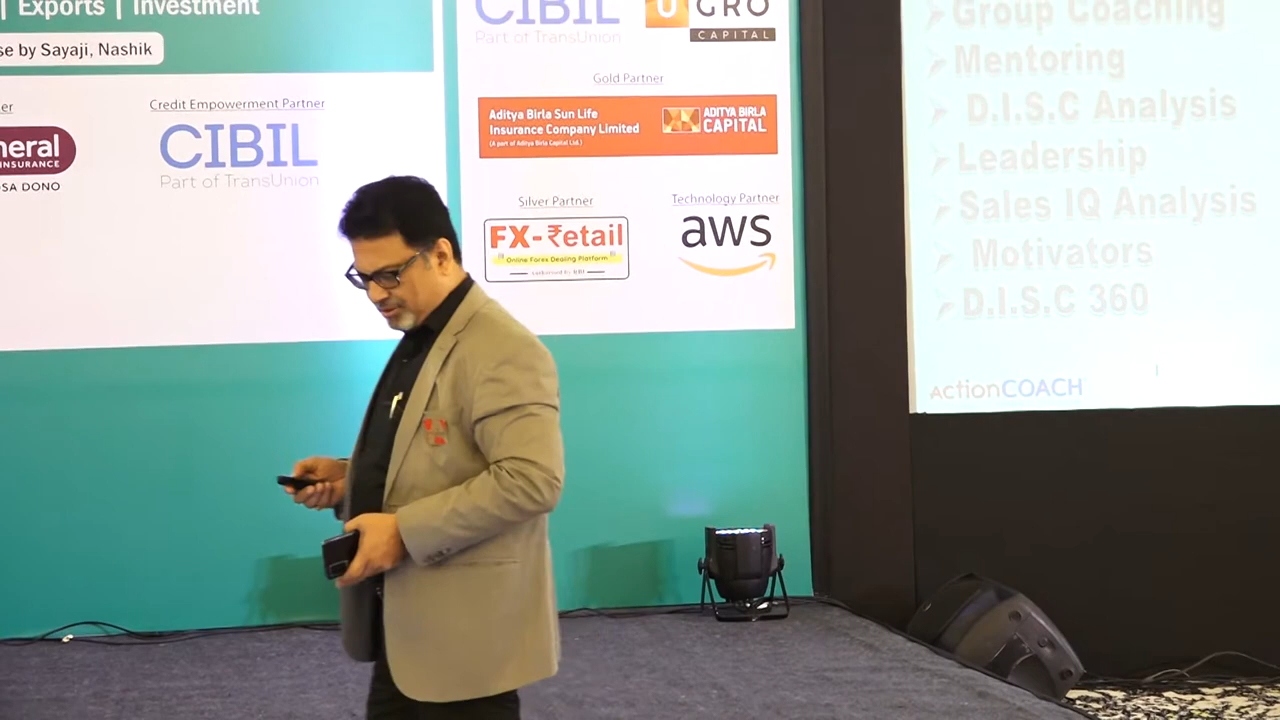 | Exports | Investment
se by Sayaji, Nashik
er
neral
INSURANCE
OSA DONO
Credit Empowerment Partner
CIBIL
Part of TransUnion
CIBIL
Part of TransUnion
U GRO
CAPITAL
Gold Partner
Aditya Birla Sun Life
Insurance Company Limited
(A part of Aditya Birla Capital Ltd.)
ADITYA BIRLA
CAPITAL
Silver Partner
FX-₹etail
Online Forex Dealing Platform
Technology Partner
aws
Group Coaching
Mentoring
D.I.S.C Analysis
Leadership
Sales IQ Analysis
Motivators
D.I.S.C 360
ActionCOACH